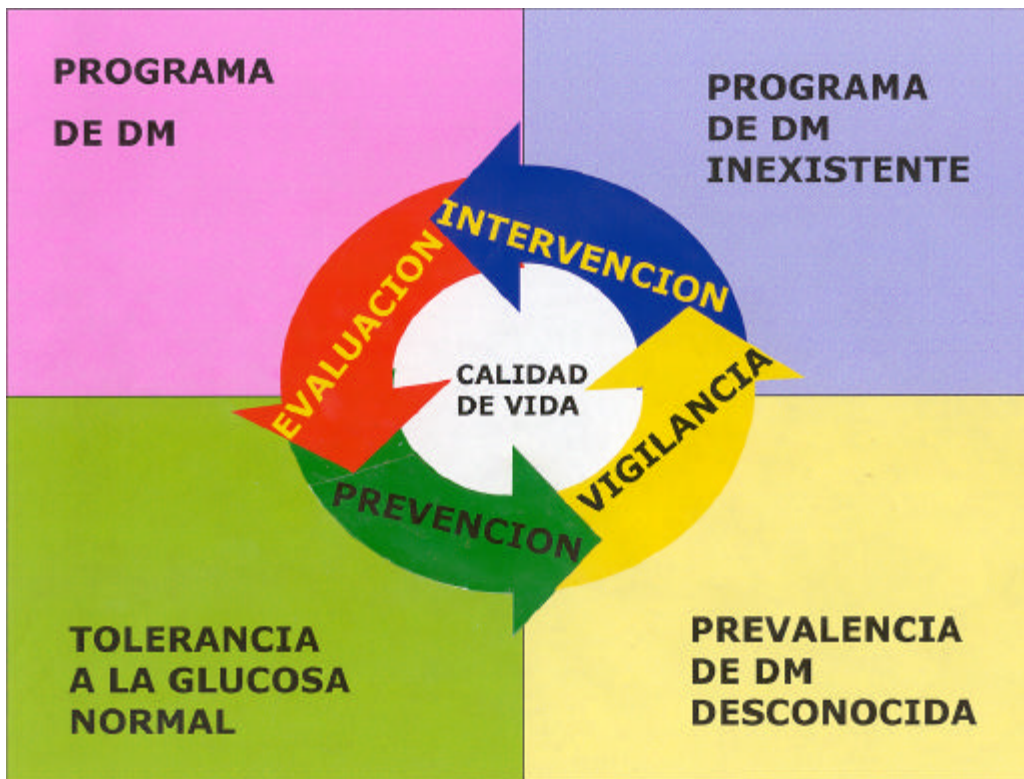 PROGRAMA
DE DM
PROGRAMA
DE DM
INEXISTENTE
INTERVENCION
EVALUACION
CALIDAD
DE VIDA
VIGILANCIA
PREVENCION
TOLERANCIA
A LA GLUCOSA
NORMAL
PREVALENCIA
DE DM
DESCONOCIDA